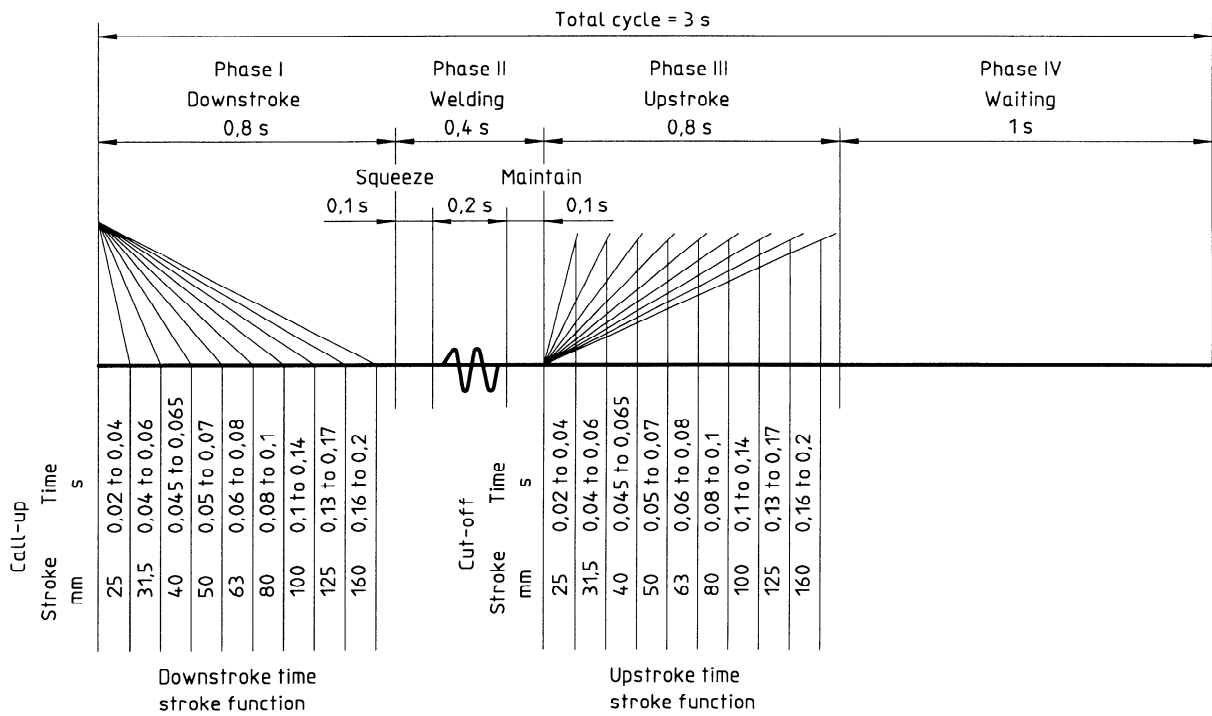 Total cycle = 3 s
Phase I
Downstroke
0,8 s
Phase II
Welding
0,4 s
Phase III
Upstroke
0,8 s
Phase IV
Waiting
1 s
Squeeze
Maintain
0,1 s
0,2 s
0,1 s
Call-up
Time
s
0,02 to 0,04
0,04 to 0,06
0,045 to 0,065
0,05 to 0,07
0,06 to 0,08
0,08 to 0,1
0,1 to 0,14
0,13 to 0,17
0,16 to 0,2
Stroke
mm
25
31,5
40
50
63
80
100
125
160
Downstroke time
stroke function
Cut-off
Time
s
0,02 to 0,04
0,04 to 0,06
0,045 to 0,065
0,05 to 0,07
0,06 to 0,08
0,08 to 0,1
0,1 to 0,14
0,13 to 0,17
0,16 to 0,2
Stroke
mm
25
31,5
40
50
63
80
100
125
160
Upstroke time
stroke function